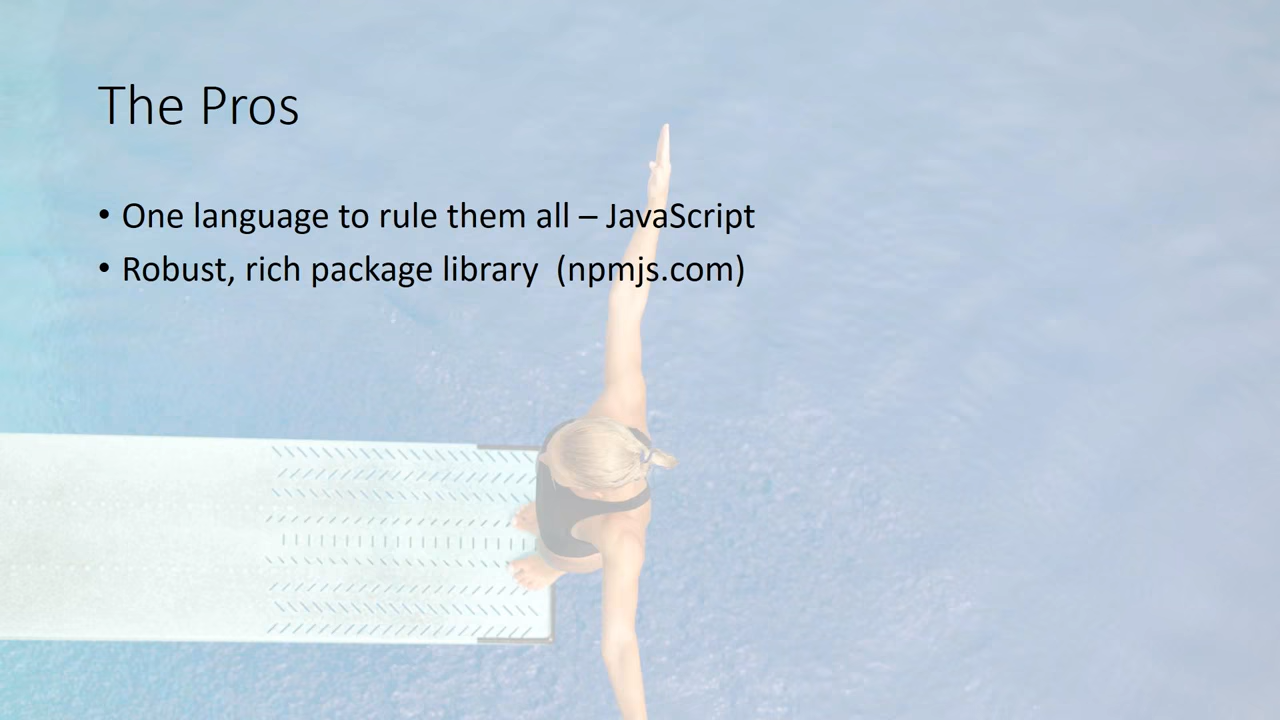 The Pros
• One language to rule them all – JavaScript
• Robust, rich package library  (npmjs.com)